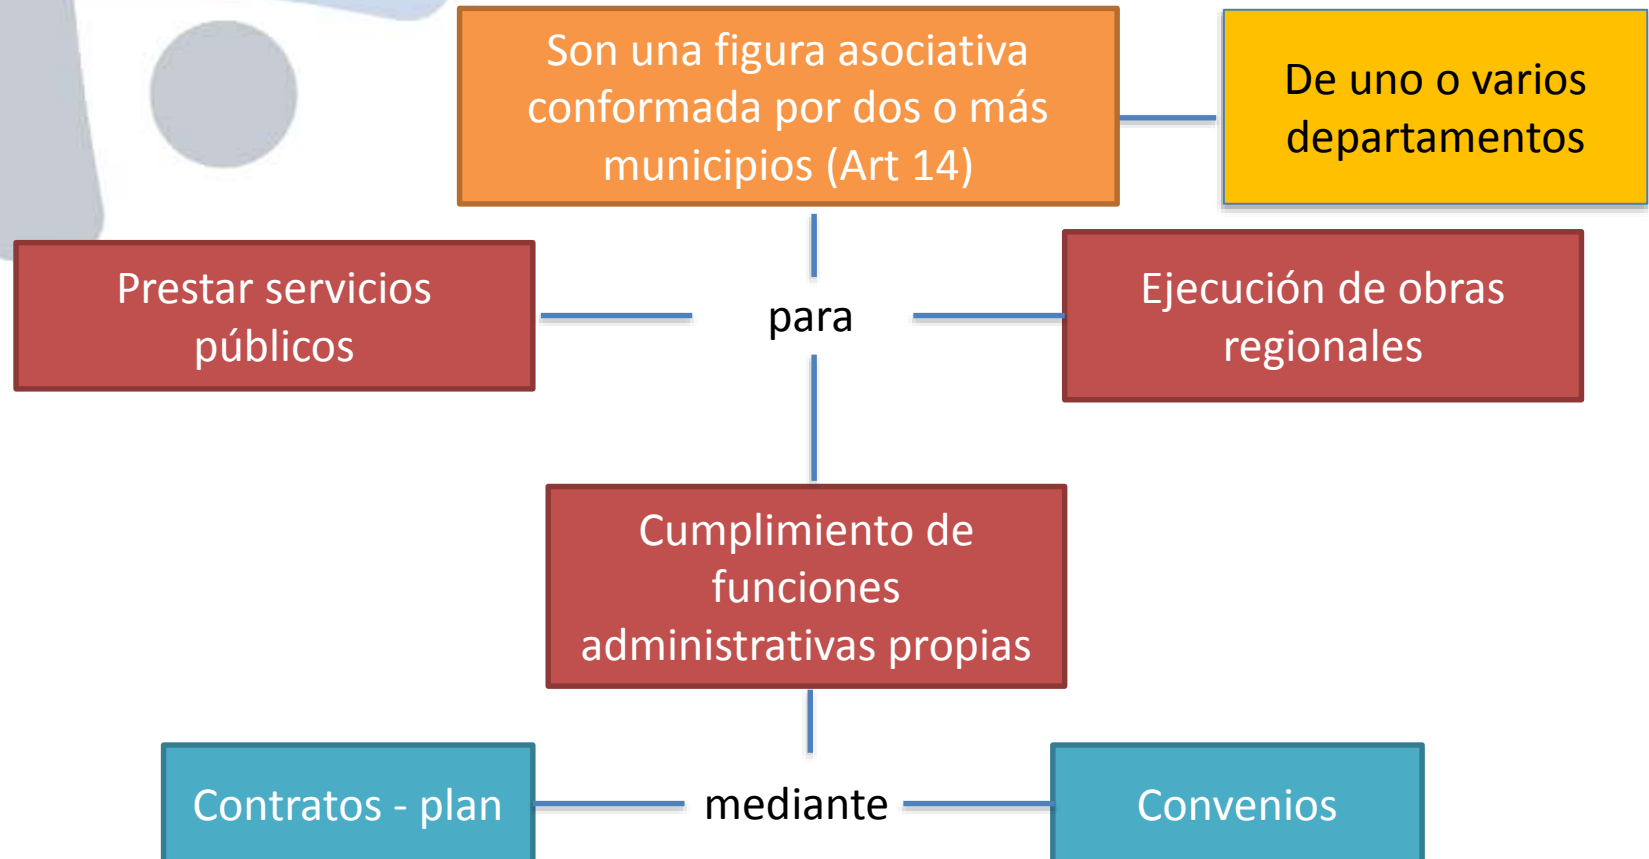 Son una figura asociativa
conformada por dos o más
municipios (Art 14)
De uno o varios
departamentos
Prestar servicios
públicos
para
Ejecución de obras
regionales
Cumplimiento de
funciones
administrativas propias
Contratos - plan
mediante
Convenios